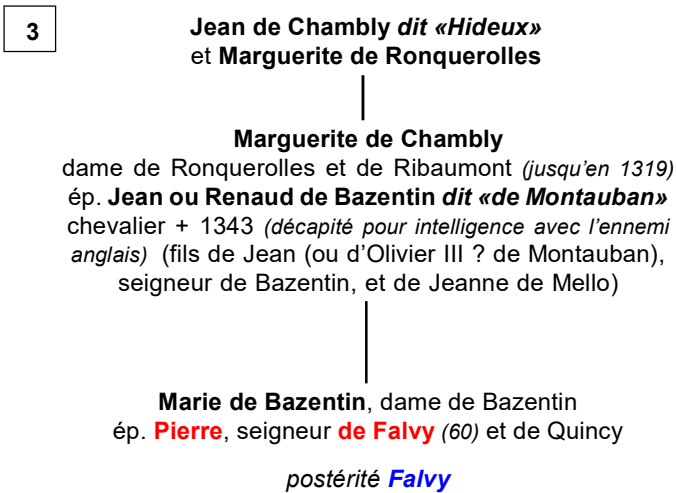 3
Jean de Chambly dit «Hideux»
et Marguerite de Ronquerolles
Marguerite de Chambly
dame de Ronquerolles et de Ribaumont (jusqu'en 1319)
ép. Jean ou Renaud de Bazentin dit «de Montauban»
chevalier + 1343 (décapité pour intelligence avec l'ennemi
anglais) (fils de Jean (ou d'Olivier III ? de Montauban),
seigneur de Bazentin, et de Jeanne de Mello)
Marie de Bazentin, dame de Bazentin
ép. Pierre, seigneur de Falvy (60) et de Quincy
postérité Falvy